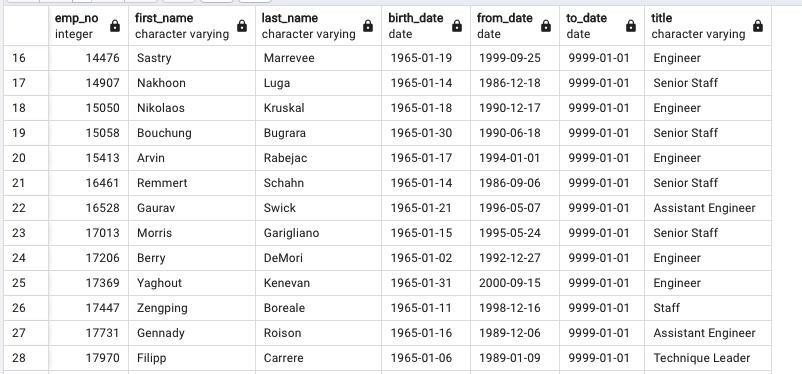 emp_no first_name last_name birth_date from_date to_date title
integer character varying character varying date date date character varying
16 14476 Sastry Marrevee 1965-01-19 1999-09-25 9999-01-01 Engineer
17 14907 Nakhoon Luga 1965-01-14 1986-12-18 9999-01-01 Senior Staff
18 15050 Nikolaos Kruskal 1965-01-18 1990-12-17 9999-01-01 Engineer
19 15058 Bouchung Bugrara 1965-01-30 1990-06-18 9999-01-01 Senior Staff
20 15413 Arvin Rabejac 1965-01-17 1994-01-01 9999-01-01 Engineer
21 16461 Remmert Schahn 1965-01-14 1986-09-06 9999-01-01 Senior Staff
22 16528 Gaurav Swick 1965-01-21 1996-05-07 9999-01-01 Assistant Engineer
23 17013 Morris Garigliano 1965-01-15 1995-05-24 9999-01-01 Senior Staff
24 17206 Berry DeMori 1965-01-02 1992-12-27 9999-01-01 Engineer
25 17369 Yaghout Kenevan 1965-01-31 2000-09-15 9999-01-01 Engineer
26 17447 Zengping Boreale 1965-01-11 1998-12-16 9999-01-01 Staff
27 17731 Gennady Roison 1965-01-16 1989-12-06 9999-01-01 Assistant Engineer
28 17970 Filipp Carrere 1965-01-06 1989-01-09 9999-01-01 Technique Leader